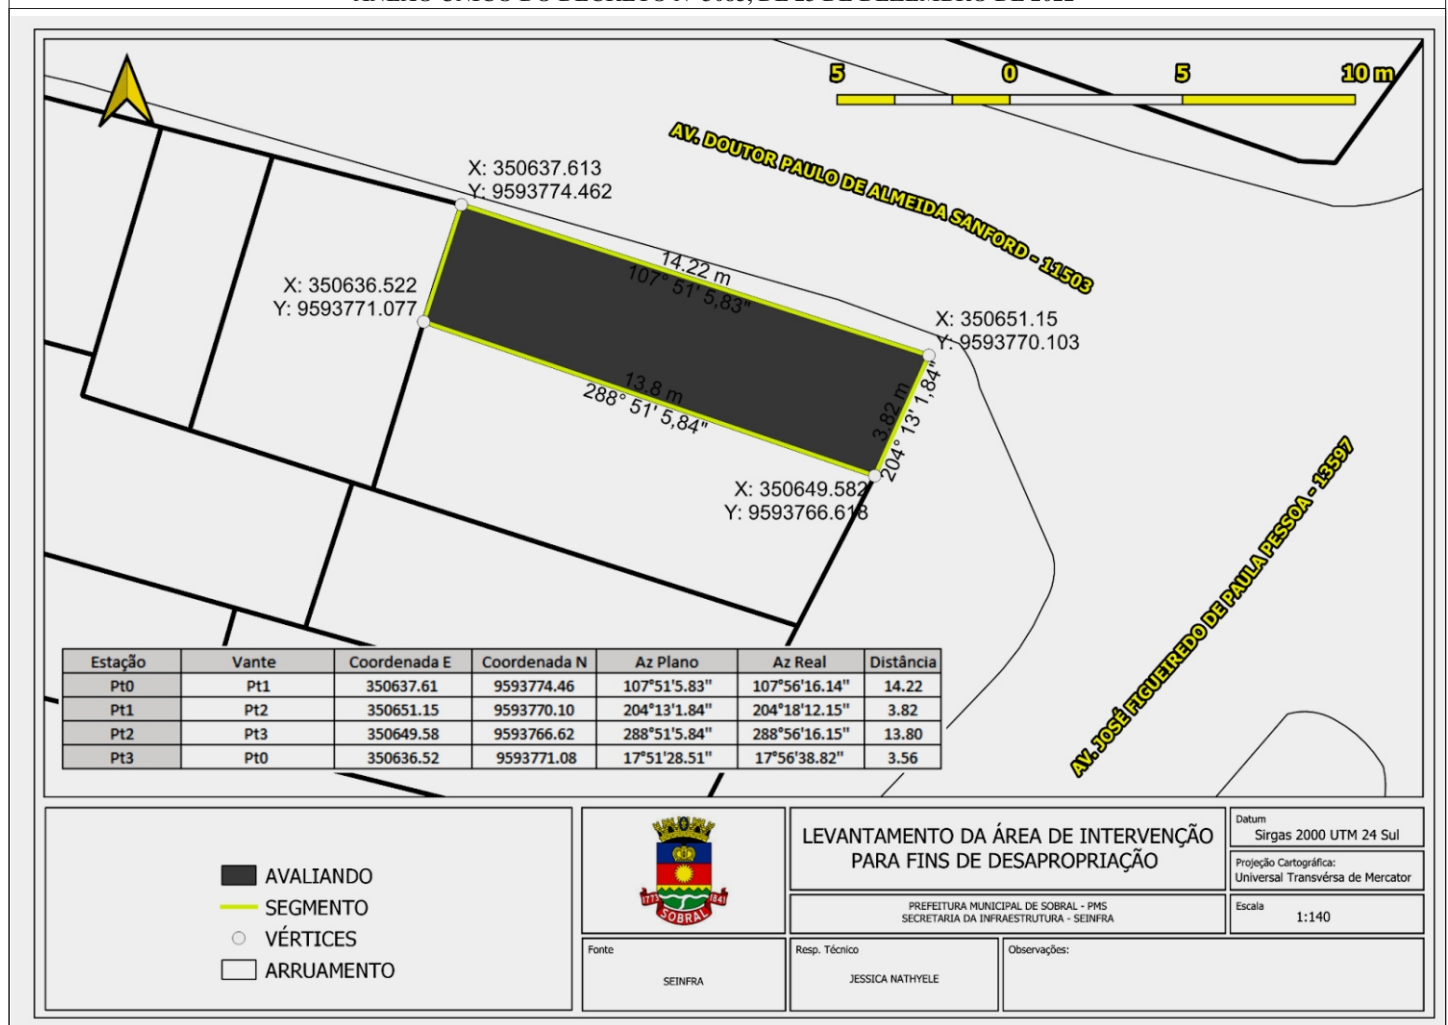 5 0 5 10 m
AV. DOUTOR PAULO DE ALMEIDA SANFORD - 11503
X: 350637.613
Y: 9593774.462
14.22 m
107° 51' 5,83"
X: 350636.522
Y: 9593771.077
X: 350651.15
Y: 9593770.103
13.8 m
288° 51' 5,84"
3,82 m
204° 13' 1,84"
X: 350649.582
Y: 9593766.618
AV. JOSÉ FIGUEIREDO DE PAULA PESSOA - 13597
Estação Vante Coordenada E Coordenada N Az Plano Az Real Distância
Pt0 Pt1 350637.61 9593774.46 107°51'5.83" 107°56'16.14" 14.22
Pt1 Pt2 350651.15 9593770.10 204°13'1.84" 204°18'12.15" 3.82
Pt2 Pt3 350649.58 9593766.62 288°51'5.84" 288°56'16.15" 13.80
Pt3 Pt0 350636.52 9593771.08 17°51'28.51" 17°56'38.82" 3.56
AVALIANDO
SEGMENTO
VÉRTICES
ARRUAMENTO
1773 1841
SOBRAL
LEVANTAMENTO DA ÁREA DE INTERVENÇÃO
PARA FINS DE DESAPROPRIAÇÃO
PREFEITURA MUNICIPAL DE SOBRAL - PMS
SECRETARIA DA INFRAESTRUTURA - SEINFRA
Datum
Sirgas 2000 UTM 24 Sul
Projeção Cartográfica:
Universal Transvérsa de Mercator
Escala
1:140
Fonte
SEINFRA
Resp. Técnico
JESSICA NATHYELE
Observações: